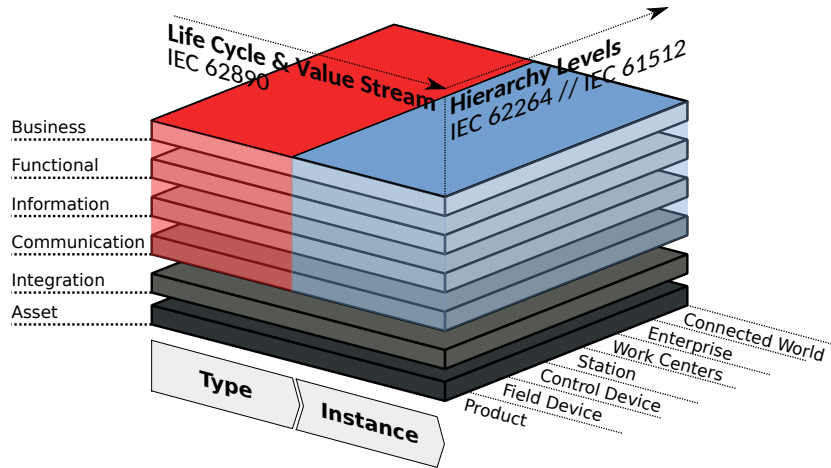 Life Cycle & Value Stream
IEC 62890
Hierarchy Levels
IEC 62264 // IEC 61512
Business
Functional
Information
Communication
Integration
Asset
Type
Instance
Connected World
Enterprise
Work Centers
Station
Control Device
Field Device
Product